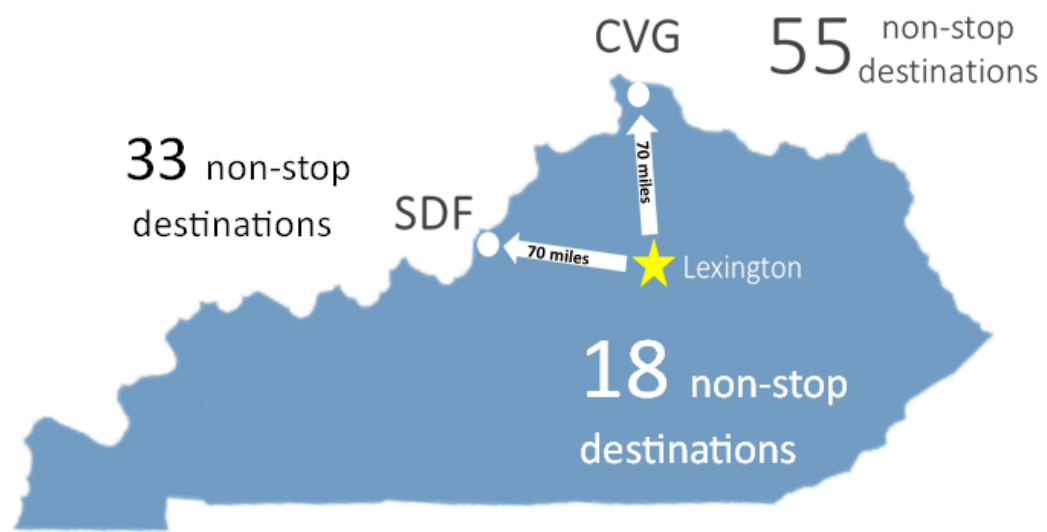 CVG
55 non-stop
destinations
33 non-stop
destinations
SDF
70 miles
70 miles
Lexington
18 non-stop
destinations